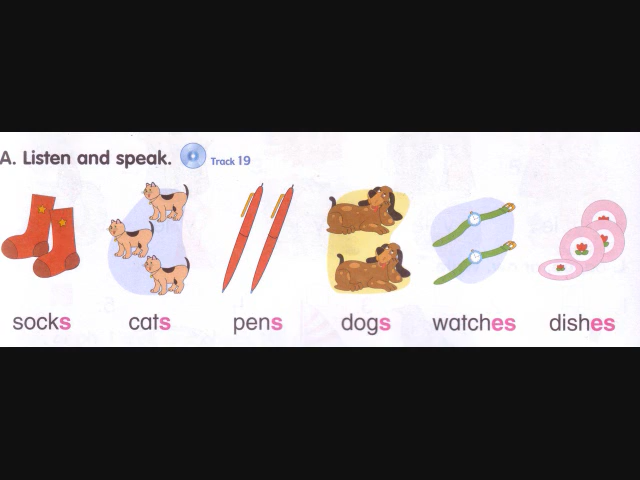 A. Listen and speak. Track 19
socks cats pens dogs watches dishes